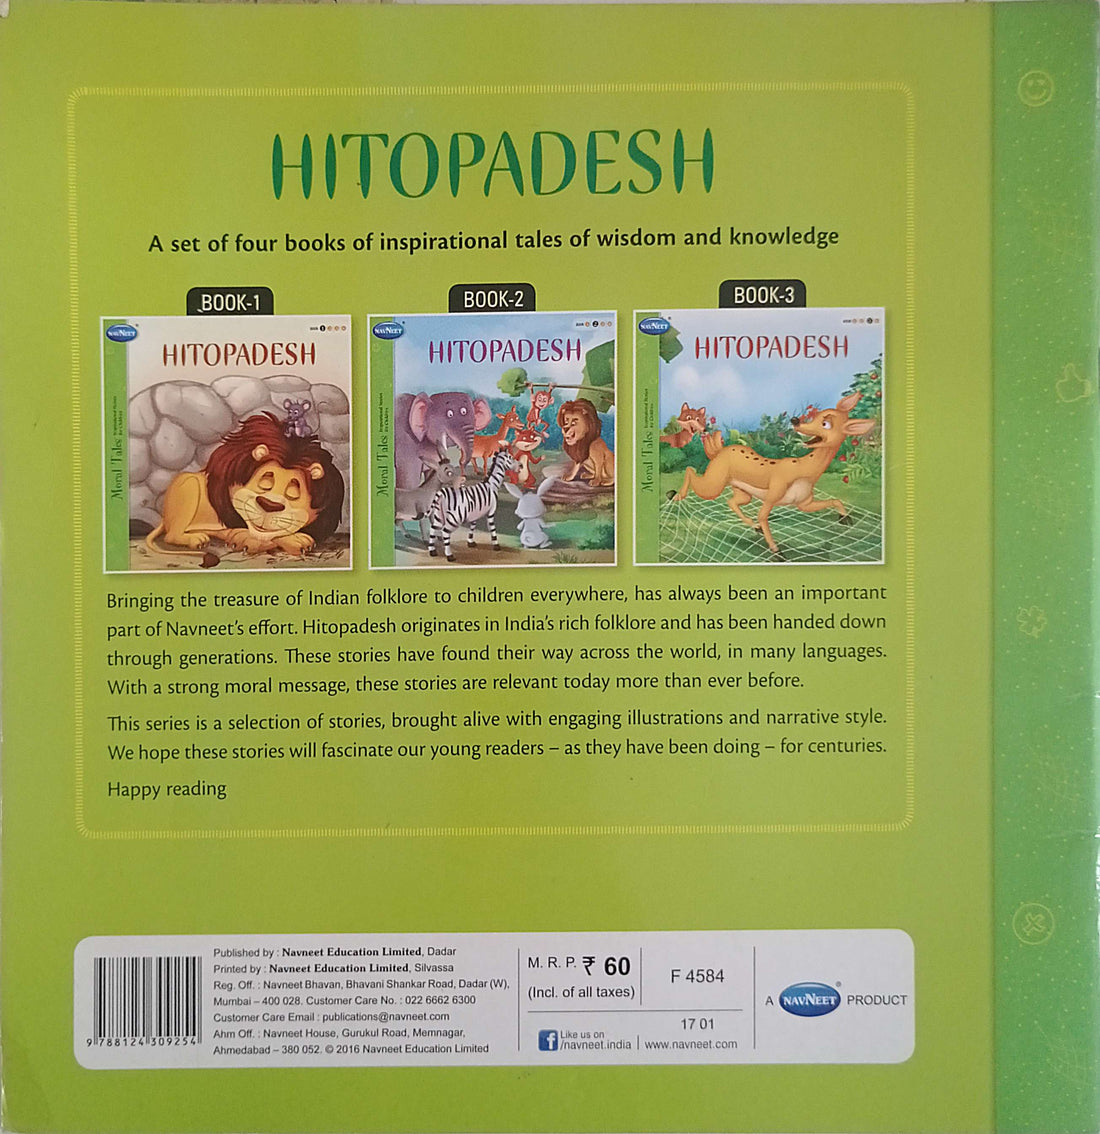 HITOPADESH
A set of four books of inspirational tales of wisdom and knowledge
BOOK-1
BOOK-2
BOOK-3
NAVNEET
HITOPADESH
Moral Tales
NAVNEET
HITOPADESH
Moral Tales
NAVNEET
HITOPADESH
Moral Tales
Bringing the treasure of Indian folklore to children everywhere, has always been an important
part of Navneet's effort. Hitopadesh originates in India's rich folklore and has been handed down
through generations. These stories have found their way across the world, in many languages.
With a strong moral message, these stories are relevant today more than ever before.
This series is a selection of stories, brought alive with engaging illustrations and narrative style.
We hope these stories will fascinate our young readers – as they have been doing – for centuries.
Happy reading
9 788124 309254
Published by : Navneet Education Limited, Dadar
Printed by : Navneet Education Limited, Silvassa
Reg. Off. : Navneet Bhavan, Bhavani Shankar Road, Dadar (W),
Mumbai – 400 028. Customer Care No. : 022 6662 6300
Customer Care Email : publications@navneet.com
Ahm Off. : Navneet House, Gurukul Road, Memnagar,
Ahmedabad – 380 052. © 2016 Navneet Education Limited
M. R. P. ₹ 60
(Incl. of all taxes)
F 4584
17 01
Like us on
/navneet.india
www.navneet.com
A NAVNEET PRODUCT